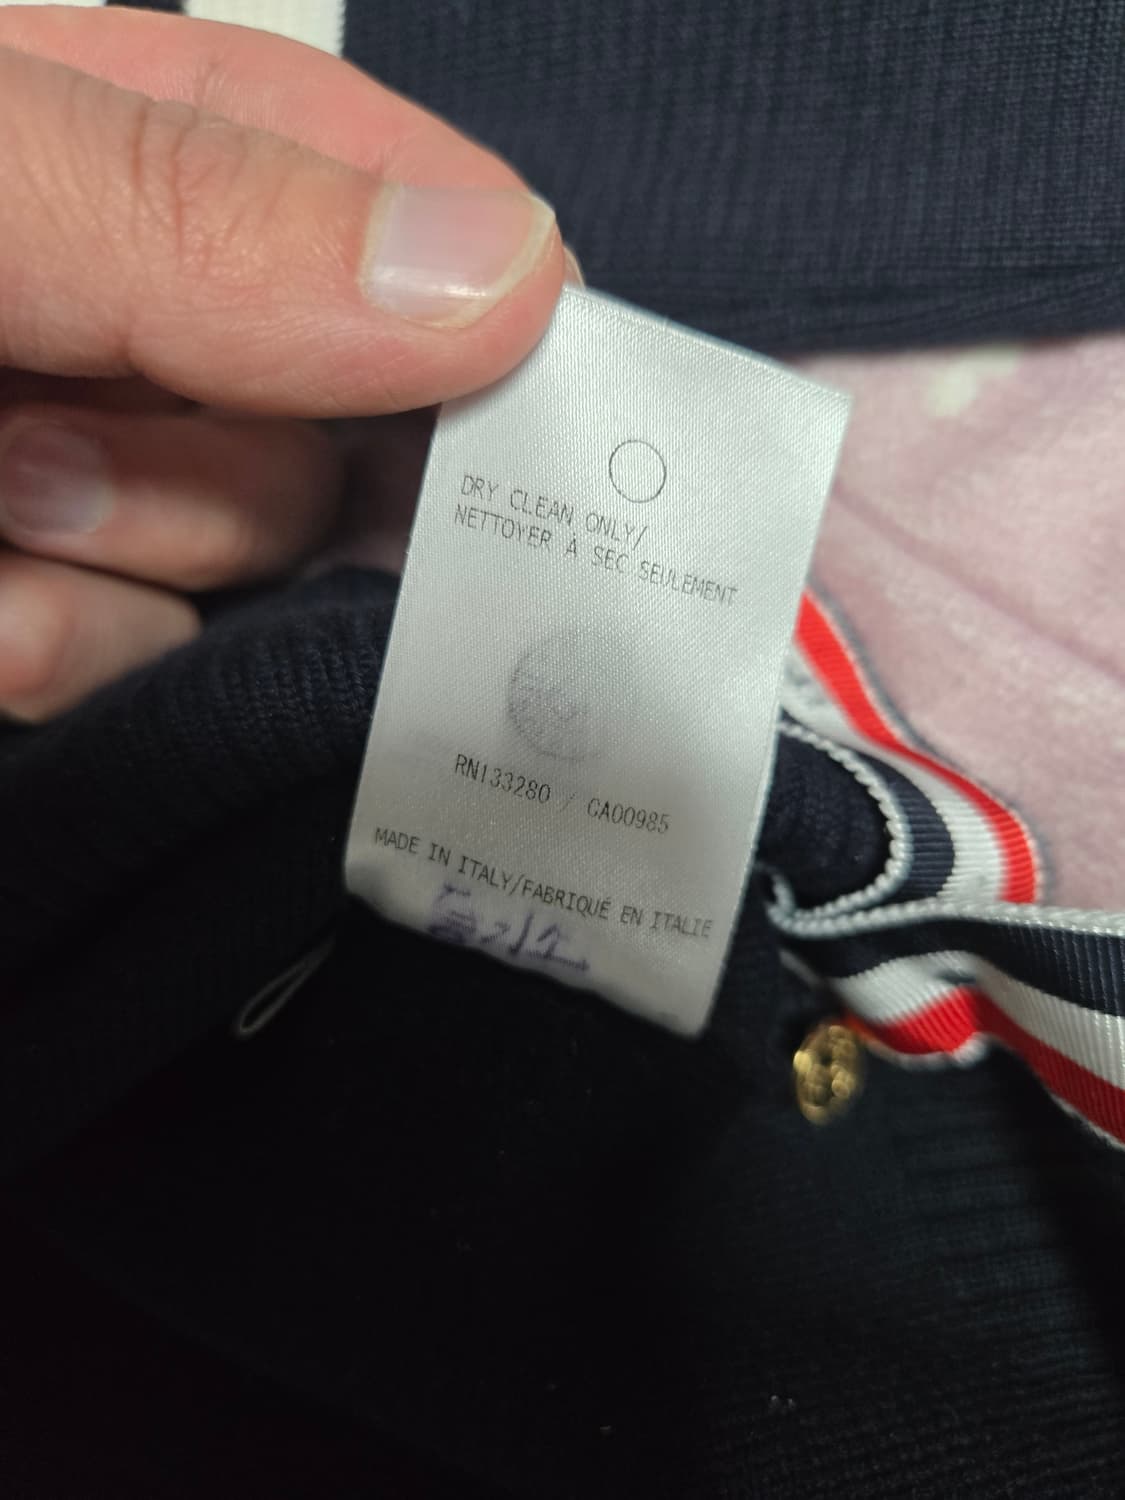 DRY CLEAN ONLY/
NETTOYER À SEC SEULEMENT
RN133280 / CA00985
MADE IN ITALY/FABRIQUÉ EN ITALIE